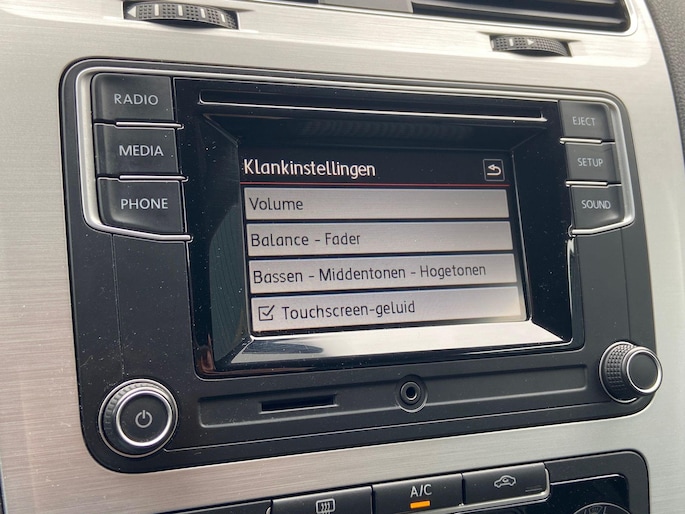 RADIO
MEDIA
PHONE
EJECT
SETUP
SOUND
Klankinstellingen
Volume
Balance - Fader
Bassen - Middentonen - Hogetonen
Touchscreen-geluid
A/C